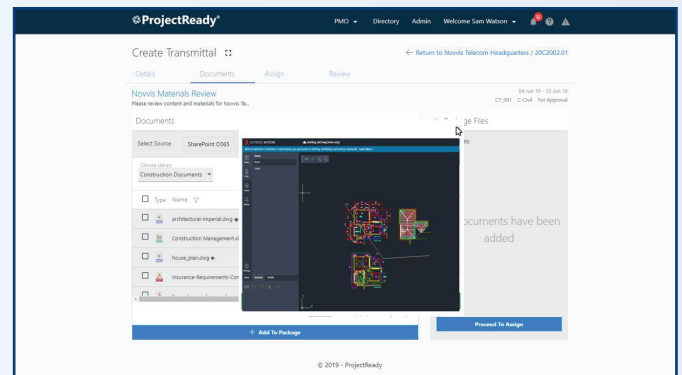 ProjectReady®
PMO Directory Admin Welcome Sam Watson
Create Transmittal
← Return to Novvis Telecom Headquarters / 20C2002.01
Details Documents Assign Review
Novvis Materials Review
04 Jun 19 - 12 Jun 19
Please review content and materials for Novvis Te...
CT_001 C-Civil For Approval
Documents
ge Files
Select Source SharePoint O365
Choose Library
Construction Documents
Type Name
ocuments have been
added
architectural-imperial.dwg
Construction Management.xl
house_plan.dwg
insurance-Requirements-Cor
+ Add To Package
Proceed To Assign
© 2019 - ProjectReady